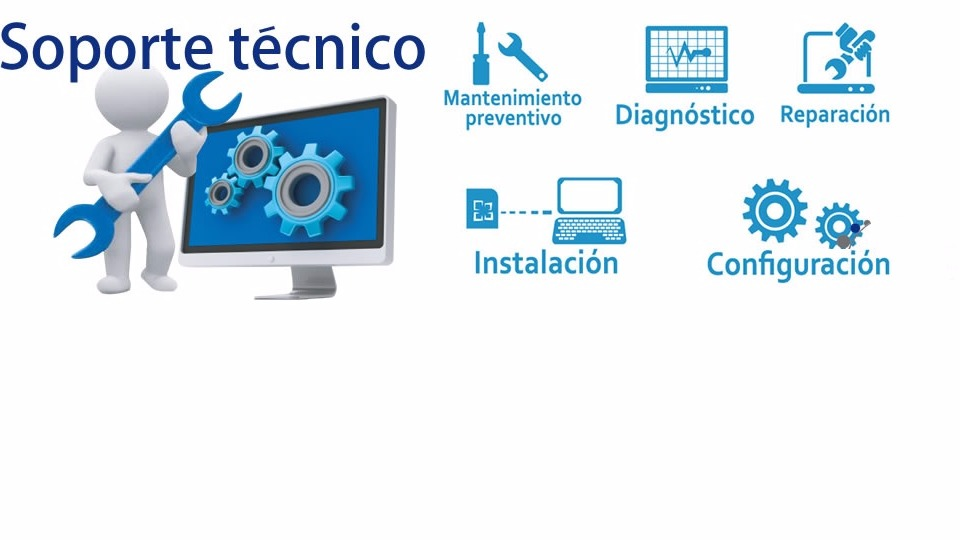 Soporte técnico
Mantenimiento
preventivo
Diagnóstico
Reparación
Instalación
Configuración